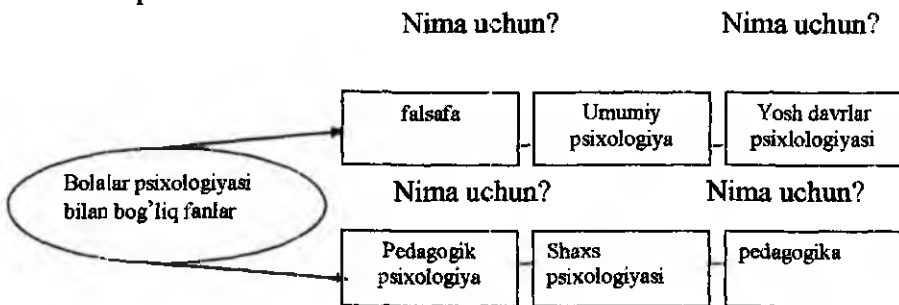 Nima uchun? Nima uchun?
falsafa
Umumiy
psixologiya
Yosh davrlar
psixlologiyasi
Bolalar psixologiyasi
bilan bog'liq fanlar
Nima uchun? Nima uchun?
Pedagogik
psixologiya
Shaxs
psixologiyasi
pedagogika